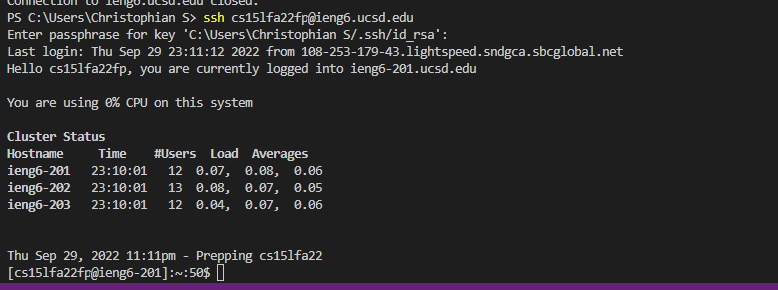 Connection to ieng6.ucsd.edu closed.
PS C:\Users\Christophian S> ssh cs15lfa22fp@ieng6.ucsd.edu
Enter passphrase for key 'C:\Users\Christophian S/.ssh/id_rsa':
Last login: Thu Sep 29 23:11:12 2022 from 108-253-179-43.lightspeed.sndgca.sbcglobal.net
Hello cs15lfa22fp, you are currently logged into ieng6-201.ucsd.edu
You are using 0% CPU on this system
Cluster Status
Hostname Time #Users Load Averages
ieng6-201 23:10:01 12 0.07, 0.08, 0.06
ieng6-202 23:10:01 13 0.08, 0.07, 0.05
ieng6-203 23:10:01 12 0.04, 0.07, 0.06
Thu Sep 29, 2022 11:11pm - Prepping cs15lfa22
[cs15lfa22fp@ieng6-201]:~:50$